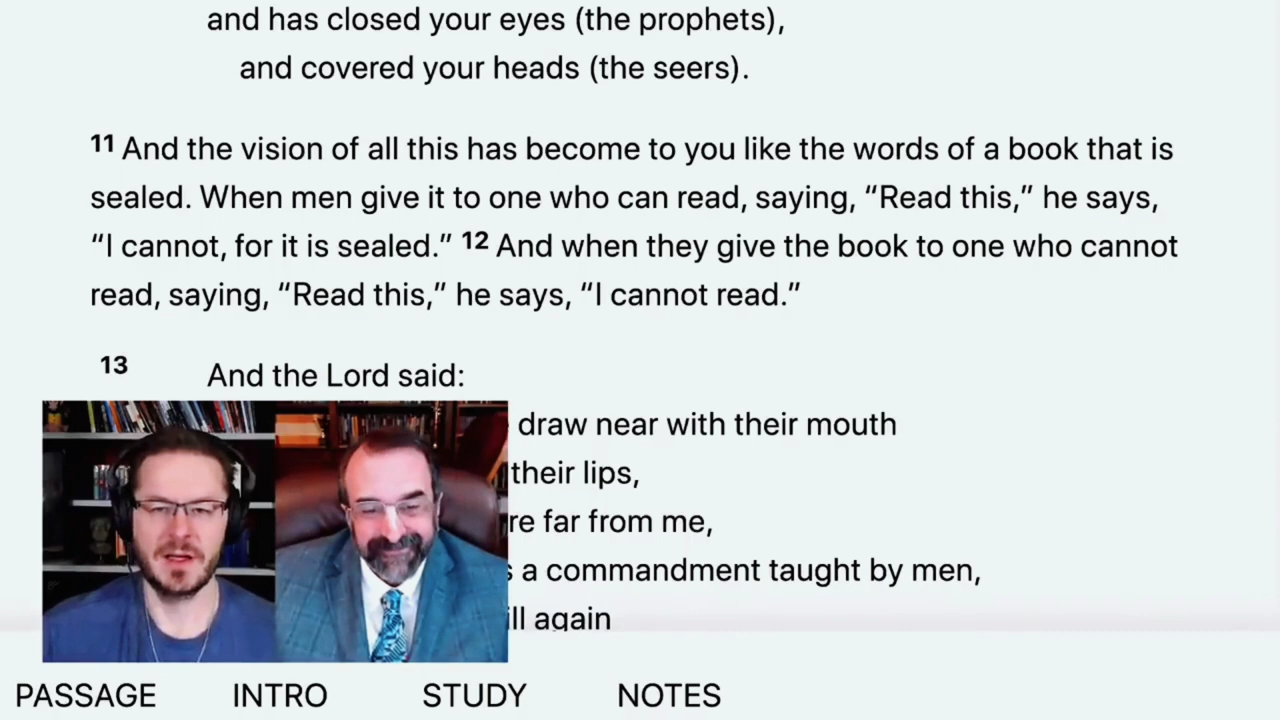 and has closed your eyes (the prophets),
and covered your heads (the seers).
11 And the vision of all this has become to you like the words of a book that is
sealed. When men give it to one who can read, saying, “Read this,” he says,
“I cannot, for it is sealed.” 12 And when they give the book to one who cannot
read, saying, “Read this,” he says, “I cannot read.”
13 And the Lord said:
draw near with their mouth
their lips,
far from me,
a commandment taught by men,
again
PASSAGE INTRO STUDY NOTES